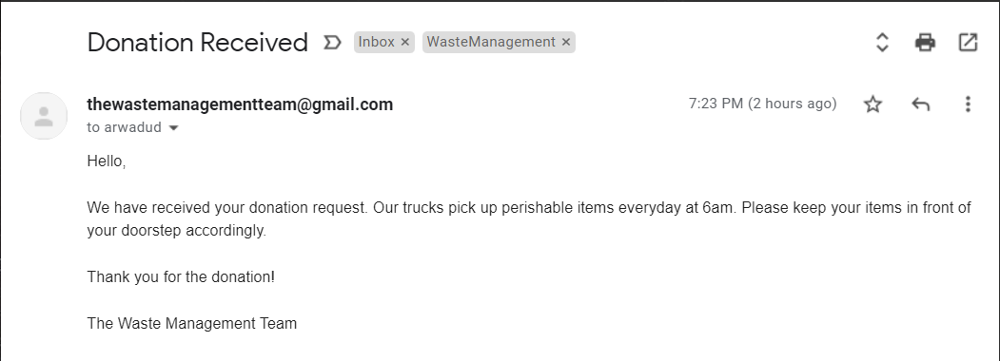 Donation Received Inbox × WasteManagement ×
thewastemanagementteam@gmail.com 7:23 PM (2 hours ago)
to arwadud
Hello,
We have received your donation request. Our trucks pick up perishable items everyday at 6am. Please keep your items in front of
your doorstep accordingly.
Thank you for the donation!
The Waste Management Team